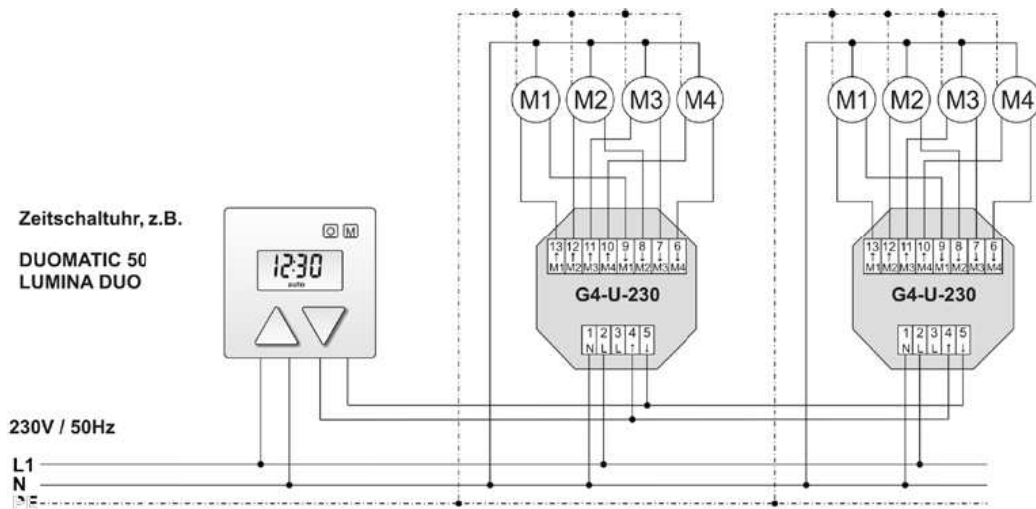 M1 M2 M3 M4
M1 M2 M3 M4
Zeitschaltuhr, z.B.
DUOMATIC 50
LUMINA DUO
O M
12:30
auto
13 12 11 10 9 8 7 6
↑ ↑ ↑ ↑ ↓ ↓ ↓ ↓
M1 M2 M3 M4 M1 M2 M3 M4
G4-U-230
1 2 3 4 5
N L L ↑ ↓
13 12 11 10 9 8 7 6
↑ ↑ ↑ ↑ ↓ ↓ ↓ ↓
M1 M2 M3 M4 M1 M2 M3 M4
G4-U-230
1 2 3 4 5
N L L ↑ ↓
230V / 50Hz
L1
N
PE